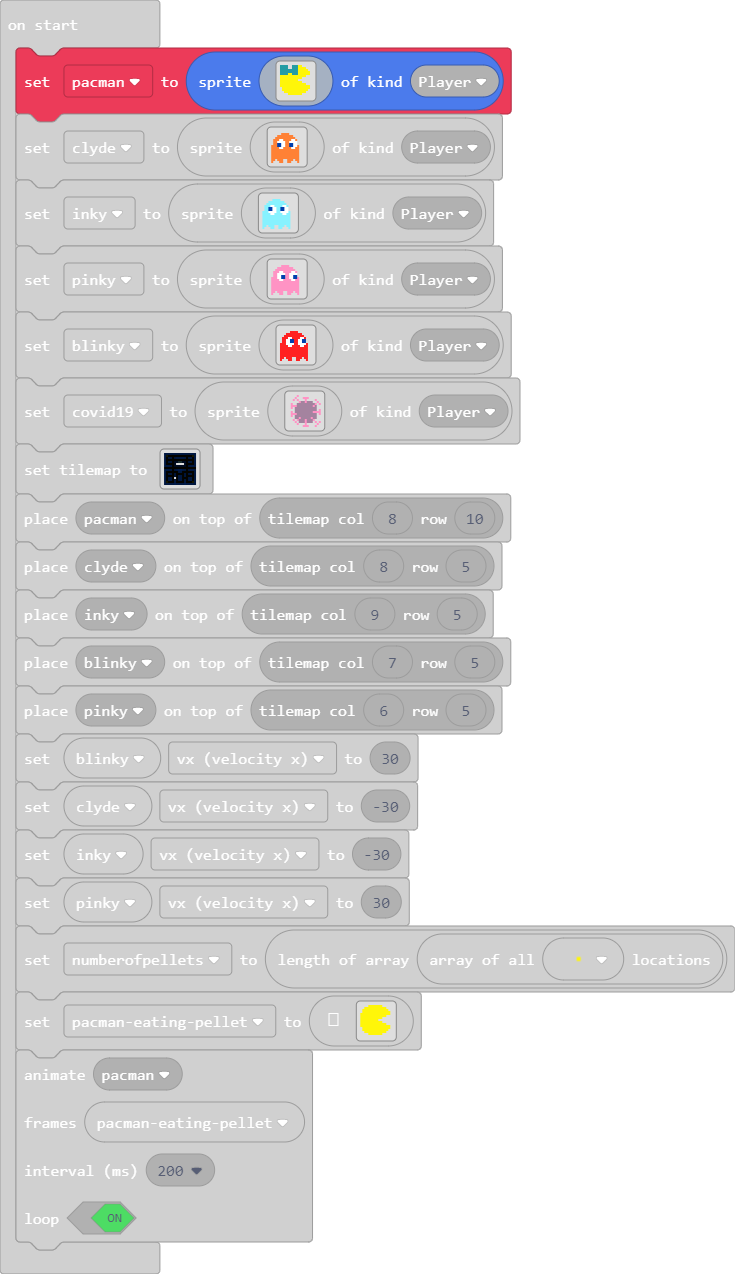 on start
set pacman to sprite of kind Player
set clyde to sprite of kind Player
set inky to sprite of kind Player
set pinky to sprite of kind Player
set blinky to sprite of kind Player
set covid19 to sprite of kind Player
set tilemap to
place pacman on top of tilemap col 8 row 10
place clyde on top of tilemap col 8 row 5
place inky on top of tilemap col 9 row 5
place blinky on top of tilemap col 7 row 5
place pinky on top of tilemap col 6 row 5
set blinky vx (velocity x) to 30
set clyde vx (velocity x) to -30
set inky vx (velocity x) to -30
set pinky vx (velocity x) to 30
set numberofpellets to length of array array of all locations
set pacman-eating-pellet to
animate pacman
frames pacman-eating-pellet
interval (ms) 200
loop ON